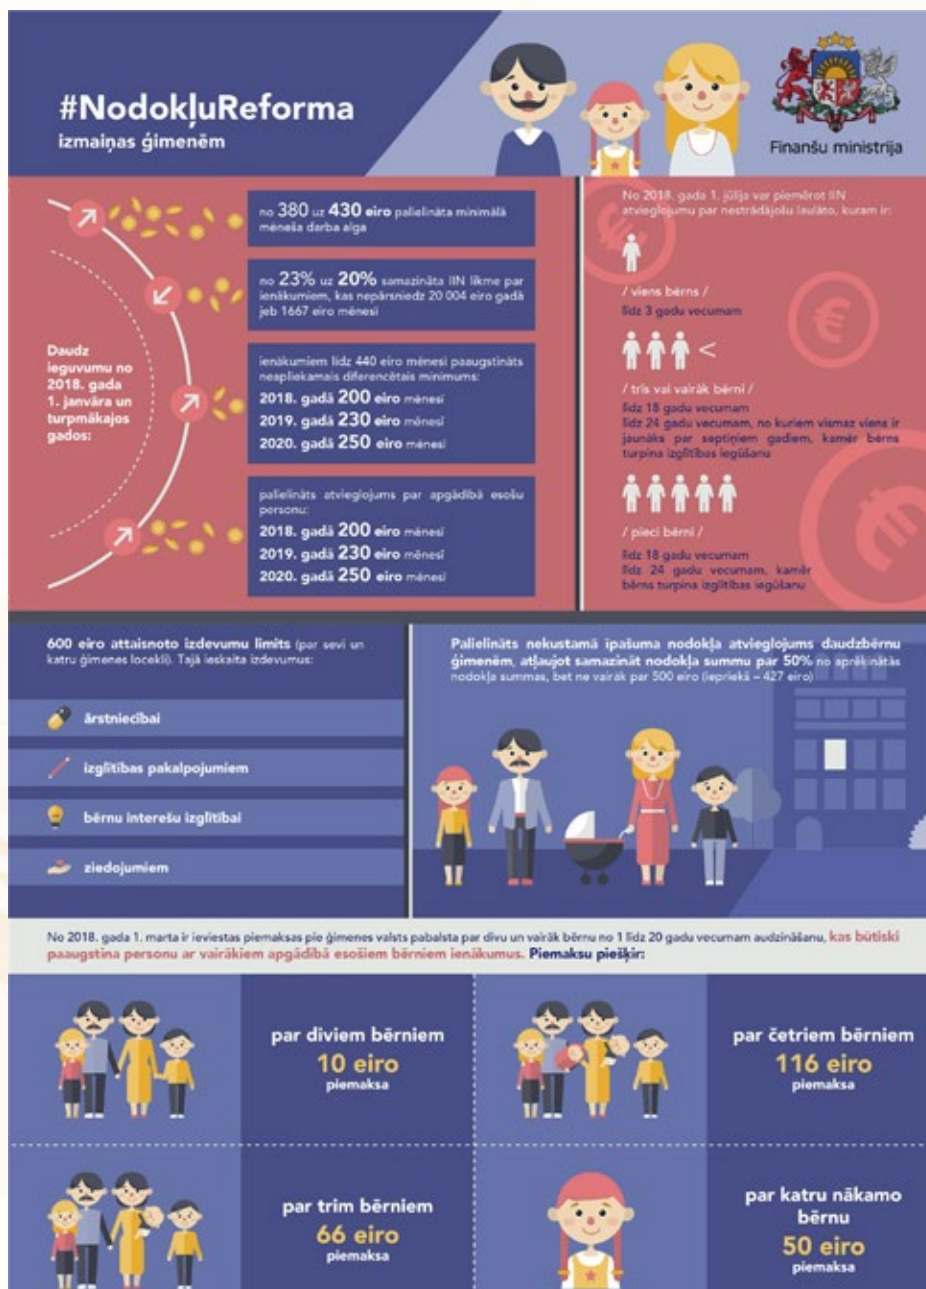 #NodokļuReforma
izmaiņas ģimenēm
Finanšu ministrija
Daudz
ieguvumu no
2018. gada
1. janvāra un
turpmākajos
gados:
no 380 uz 430 eiro palielināta minimālā
mēneša darba alga
no 23% uz 20% samazināta IIN likme par
ienākumiem, kas nepārsniedz 20 004 eiro gadā
jeb 1667 eiro mēnesī
ienākumiem līdz 440 eiro mēnesī paaugstināts
neapliekamais diferencētais minimums:
2018. gadā 200 eiro mēnesī
2019. gadā 230 eiro mēnesī
2020. gadā 250 eiro mēnesī
palielināts atvieglojums par apgādībā esošu
personu:
2018. gadā 200 eiro mēnesī
2019. gadā 230 eiro mēnesī
2020. gadā 250 eiro mēnesī
No 2018. gada 1. jūlija var piemērot IIN
atvieglojumu par nestrādājošu laulāto, kuram ir:
/ viens bērns /
līdz 3 gadu vecumam
<
/ trīs vai vairāk bērni /
līdz 18 gadu vecumam
līdz 24 gadu vecumam, no kuriem vismaz viens ir
jaunāks par septiņiem gadiem, kamēr bērns
turpina izglītības iegūšanu
/ pieci bērni /
līdz 18 gadu vecumam
līdz 24 gadu vecumam, kamēr
bērns turpina izglītības iegūšanu
600 eiro attaisnoto izdevumu limits (par sevi un
katru ģimenes locekli). Tajā ieskaita izdevumus:
ārstniecībai
izglītības pakalpojumiem
bērnu interešu izglītībai
ziedojumiem
Palielināts nekustamā īpašuma nodokļa atvieglojums daudzbērnu
ģimenēm, atļaujot samazināt nodokļa summu par 50% no aprēķinātās
nodokļa summas, bet ne vairāk par 500 eiro (iepriekš – 427 eiro)
No 2018. gada 1. marta ir ieviestas piemaksas pie ģimenes valsts pabalsta par divu un vairāk bērnu no 1 līdz 20 gadu vecumam audzināšanu, kas būtiski
paaugstina personu ar vairākiem apgādībā esošiem bērniem ienākumus. Piemaksu piešķir:
par diviem bērniem
10 eiro
piemaksa
par četriem bērniem
116 eiro
piemaksa
par trim bērniem
66 eiro
piemaksa
par katru nākamo
bērnu
50 eiro
piemaksa